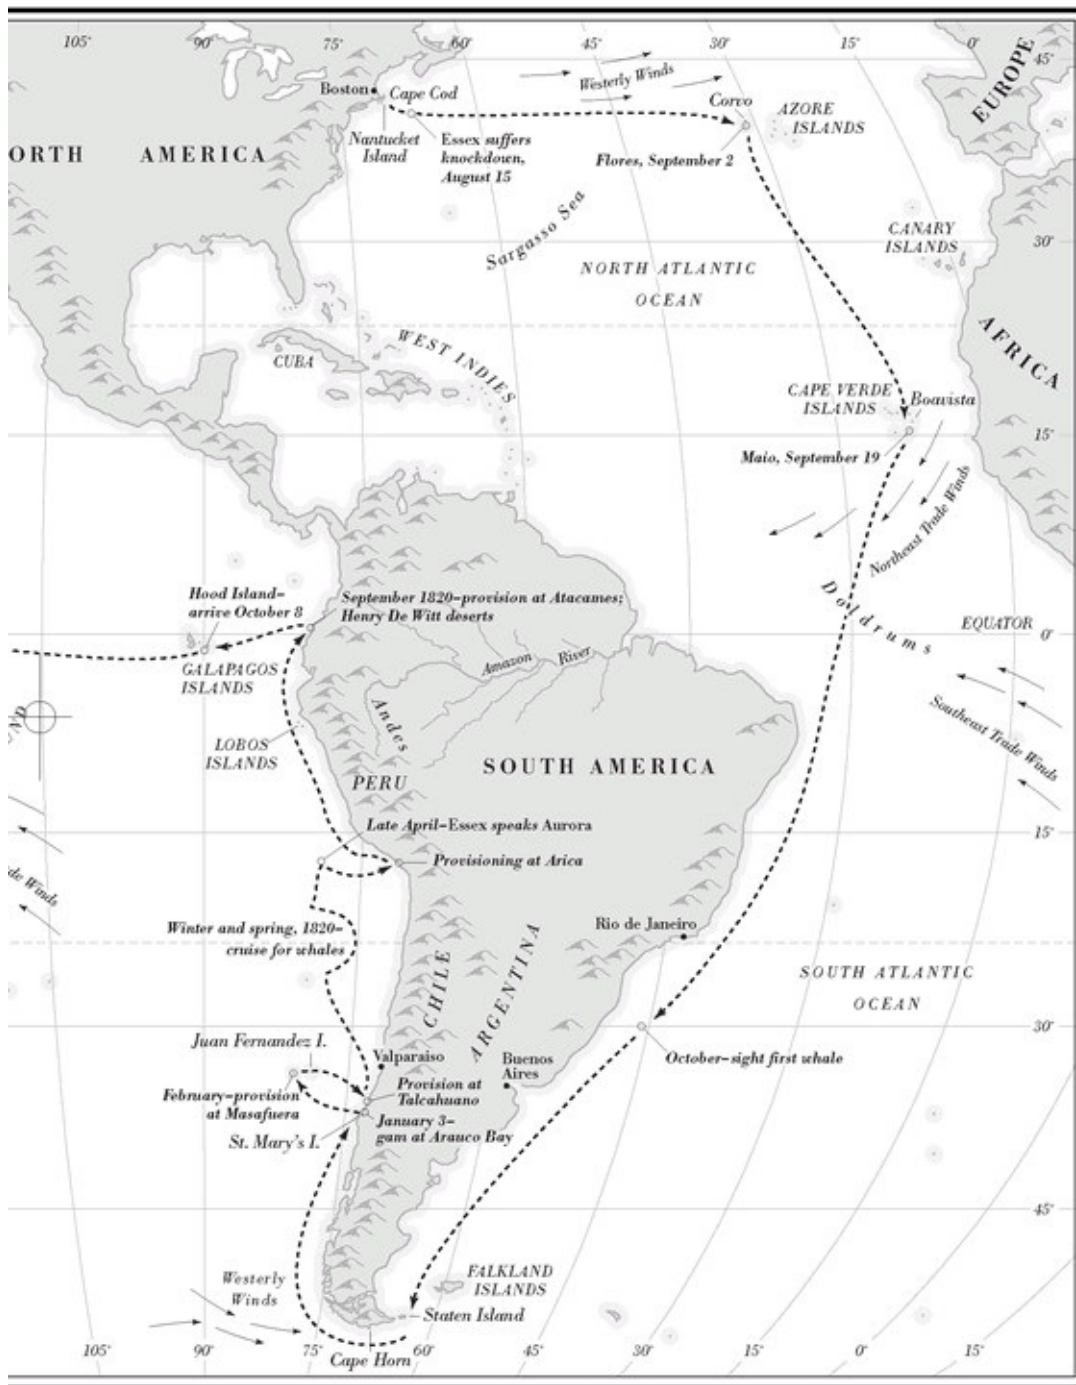 105°
90°
75°
60°
45°
30°
15°
0°
45°
EUROPE
Westerly Winds
Boston
Cape Cod
Corvo
AZORE
ISLANDS
ORTH AMERICA
Nantucket
Island
Essex suffers
knockdown,
August 15
Flores, September 2
Sargasso Sea
CANARY
ISLANDS
30°
NORTH ATLANTIC
OCEAN
AFRICA
WEST INDIES
CUBA
CAPE VERDE
ISLANDS
Boavista
15°
Maio, September 19
Northeast Trade Winds
Doldrums
Hood Island–
arrive October 8
September 1820–provision at Atacames;
Henry De Witt deserts
EQUATOR
0°
GALAPAGOS
ISLANDS
Amazon River
Andes
Southeast Trade Winds
ND
LOBOS
ISLANDS
PERU
SOUTH AMERICA
Late April–Essex speaks Aurora
15°
Provisioning at Arica
de Winds
Winter and spring, 1820–
cruise for whales
Rio de Janeiro
CHILE
ARGENTINA
SOUTH ATLANTIC
OCEAN
30°
Juan Fernandez I.
Valparaiso
Buenos
Aires
October–sight first whale
February–provision
at Masafuera
Provision at
Talcahuano
January 3–
gam at Arauco Bay
St. Mary's I.
45°
Westerly
Winds
FALKLAND
ISLANDS
Staten Island
Cape Horn
105°
90°
75°
60°
45°
30°
15°
0°
15°